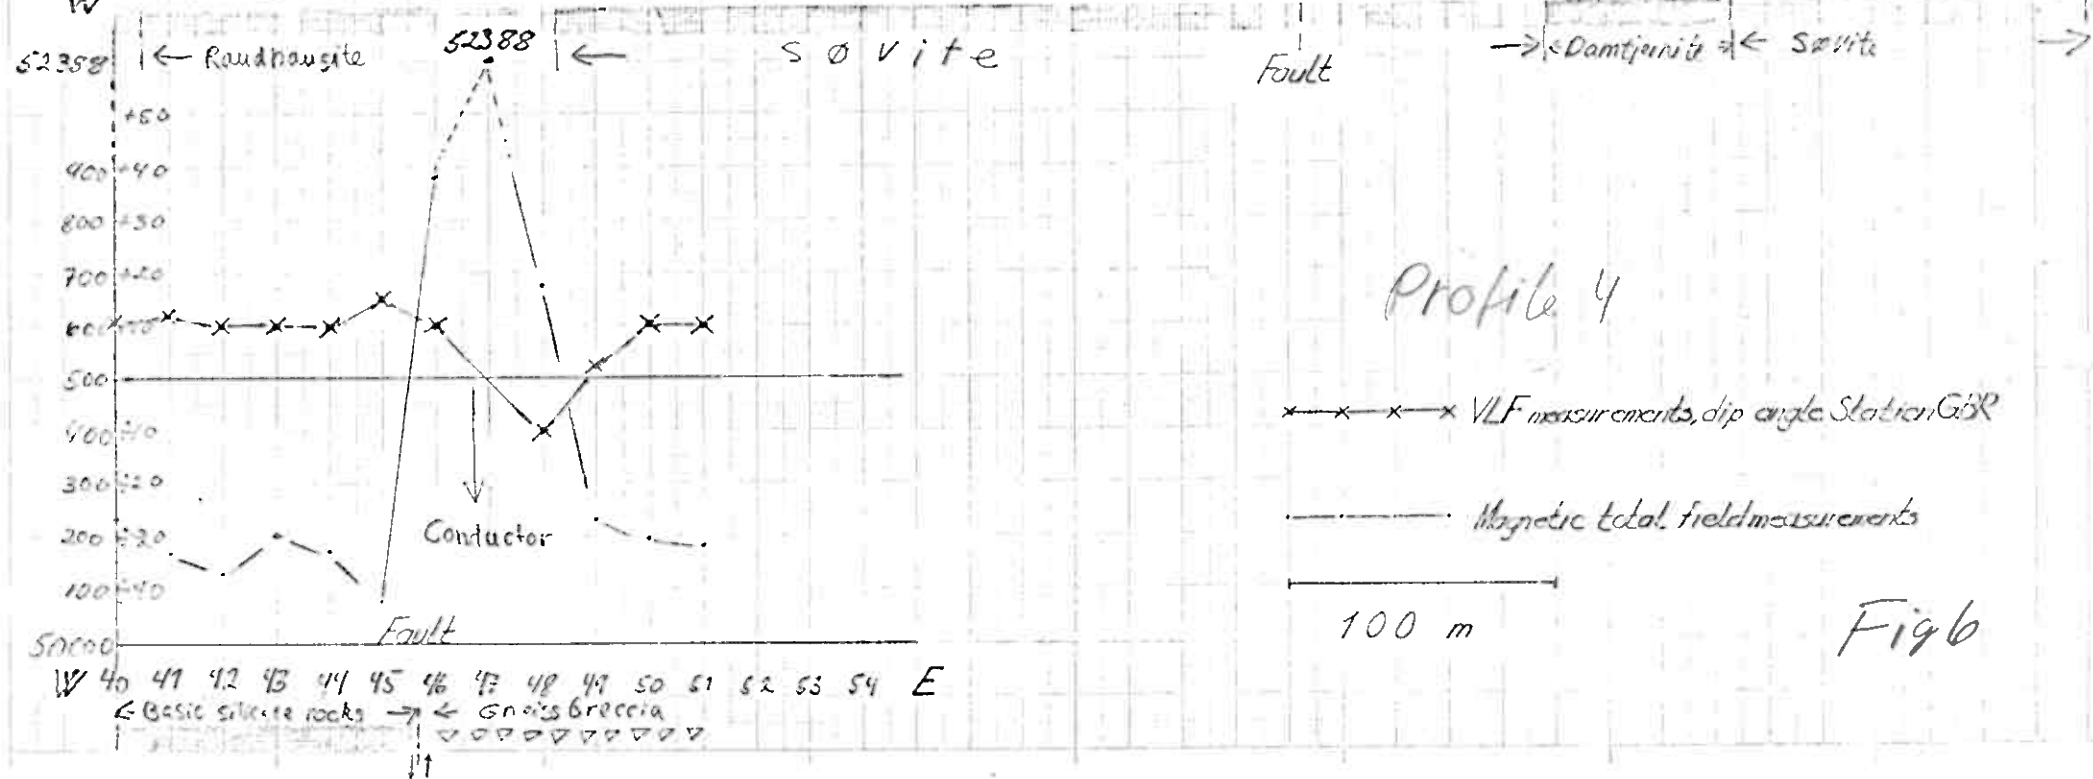 W
52388
52358 ← Raudhaugite
← søvite
Fault
← Damtjernite → ← Søvite →
+50
900 +40
800 +30
700 +20
600 +10
500
400 ÷10
300 ÷20
200 ÷30
100 ÷40
50000
Conductor
Fault
W 40 41 42 43 44 45 46 47 48 49 50 51 52 53 54 E
← Basic silicate rocks → ← Gneiss breccia
Profile 4
VLF measurements, dip angle Station GBR
Magnetic total field measurements
100 m
Fig 6